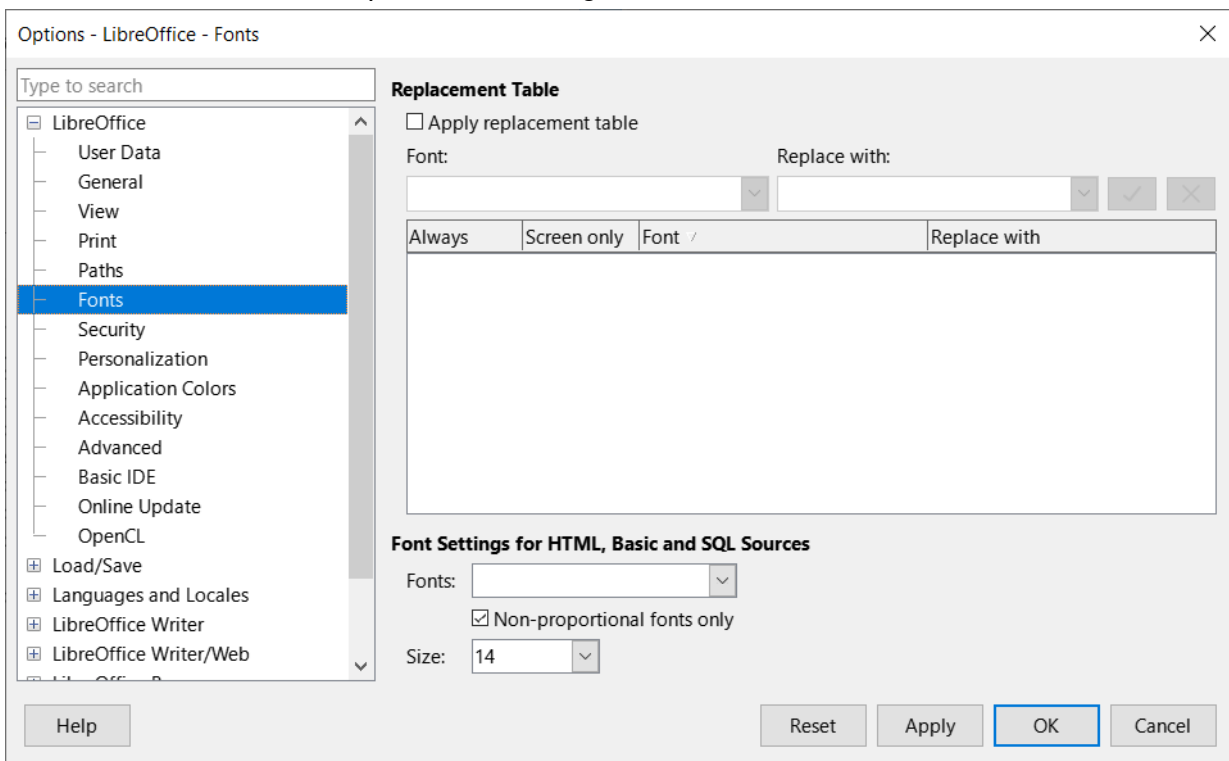 Options - LibreOffice - Fonts
Type to search
LibreOffice
User Data
General
View
Print
Paths
Fonts
Security
Personalization
Application Colors
Accessibility
Advanced
Basic IDE
Online Update
OpenCL
Load/Save
Languages and Locales
LibreOffice Writer
LibreOffice Writer/Web
Replacement Table
Apply replacement table
Font: Replace with:
Always Screen only Font Replace with
Font Settings for HTML, Basic and SQL Sources
Fonts:
Non-proportional fonts only
Size: 14
Help Reset Apply OK Cancel